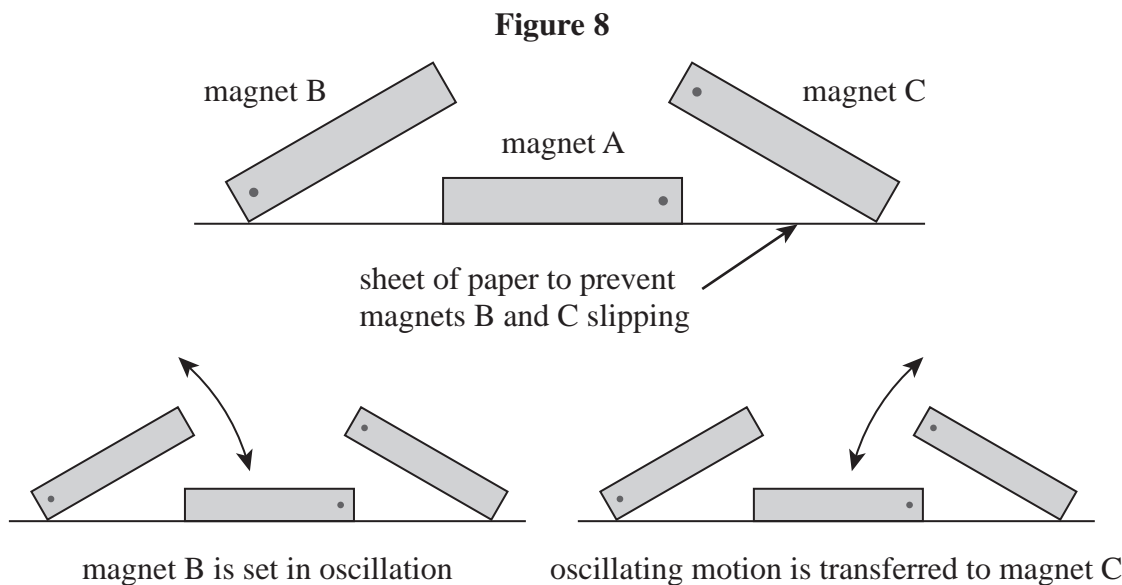 Figure 8
magnet B
magnet C
magnet A
sheet of paper to prevent
magnets B and C slipping
magnet B is set in oscillation
oscillating motion is transferred to magnet C